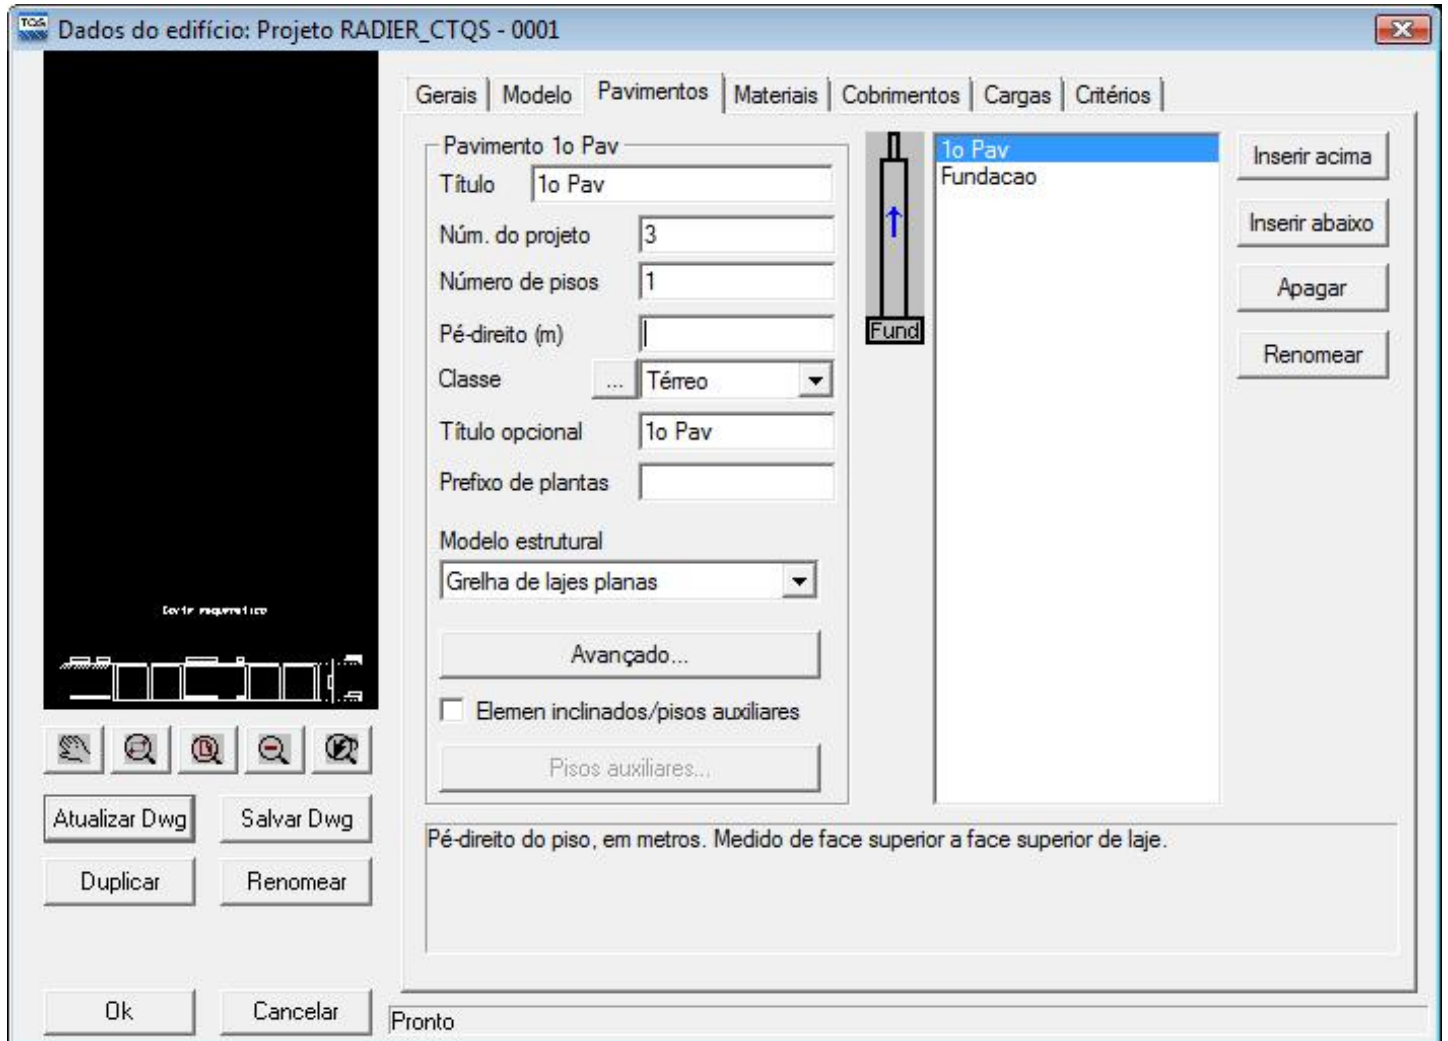 TQS Dados do edifício: Projeto RADIER_CTQS - 0001
Gerais Modelo Pavimentos Materiais Cobrimentos Cargas Critérios
Pavimento 1o Pav
Título 1o Pav
Núm. do projeto 3
Número de pisos 1
Pé-direito (m)
Classe ... Térreo
Título opcional 1o Pav
Prefixo de plantas
Modelo estrutural
Grelha de lajes planas
Avançado...
Elemen inclinados/pisos auxiliares
Pisos auxiliares...
Fund
1o Pav
Fundacao
Inserir acima
Inserir abaixo
Apagar
Renomear
Corte esquematico
Atualizar Dwg Salvar Dwg
Duplicar Renomear
Pé-direito do piso, em metros. Medido de face superior a face superior de laje.
Ok Cancelar
Pronto